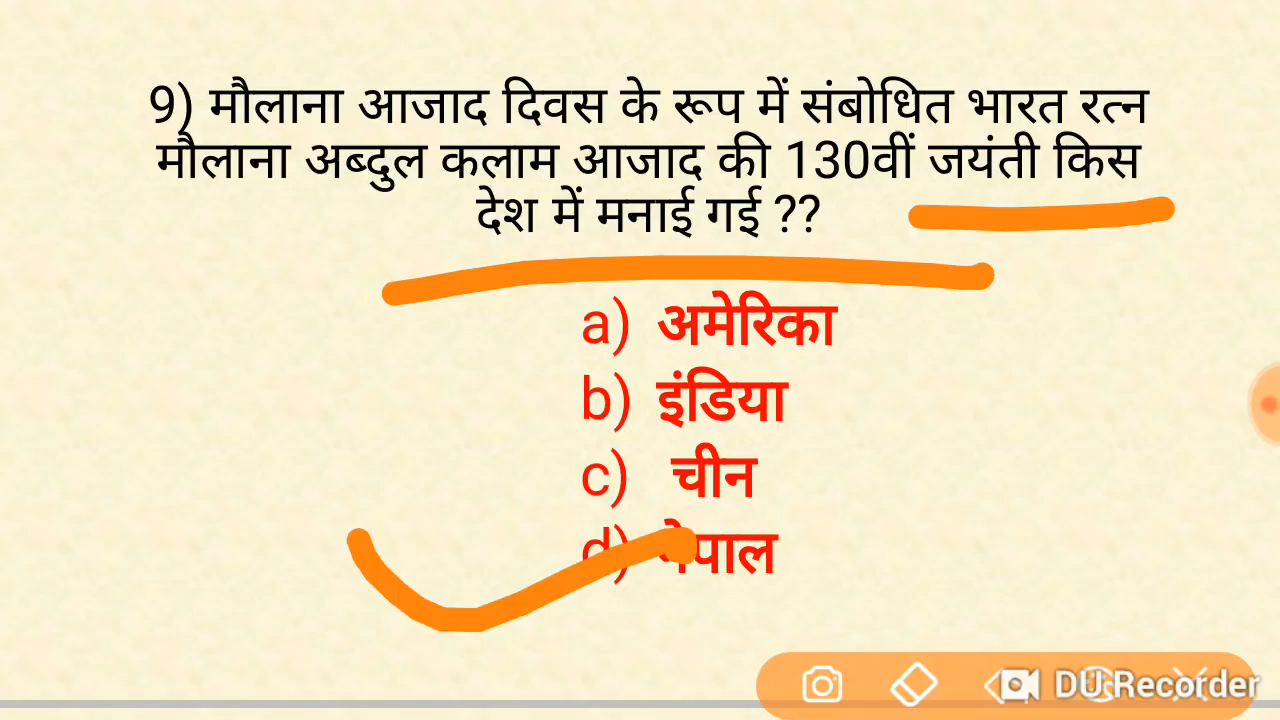 9) मौलाना आजाद दिवस के रूप में संबोधित भारत रत्न
मौलाना अब्दुल कलाम आजाद की 130वीं जयंती किस
देश में मनाई गई ??
a) अमेरिका
b) इंडिया
c) चीन
d) नेपाल
DU Recorder